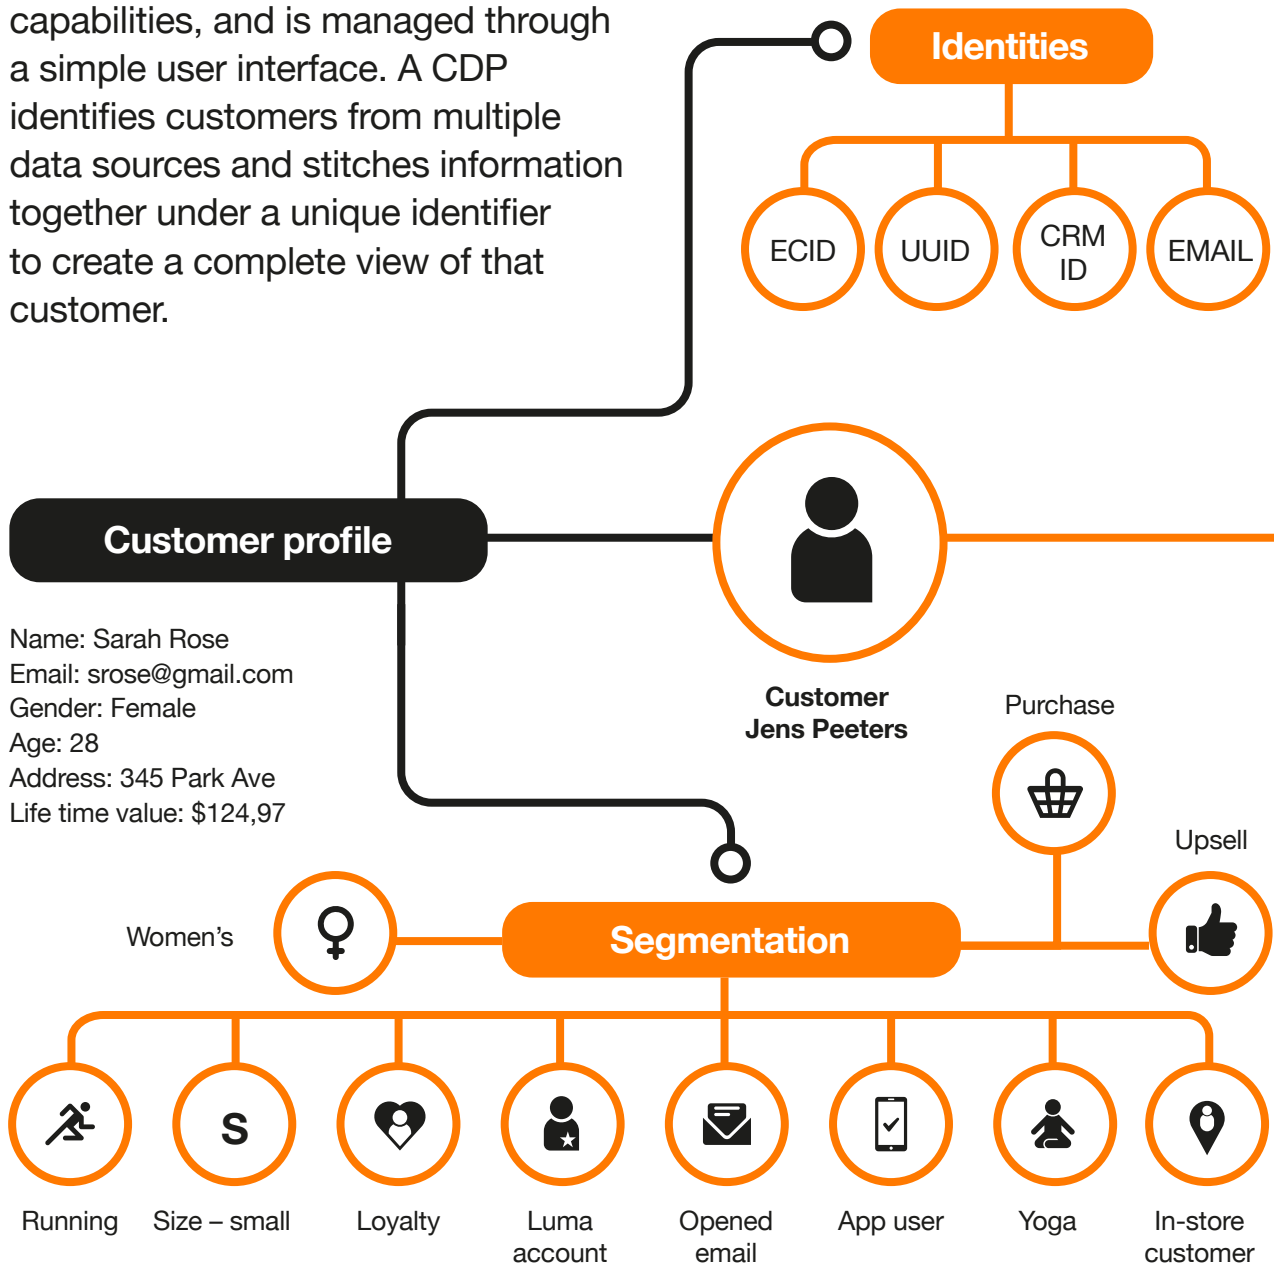 capabilities, and is managed through
a simple user interface. A CDP
identifies customers from multiple
data sources and stitches information
together under a unique identifier
to create a complete view of that
customer.
Identities
ECID
UUID
CRM
ID
EMAIL
Customer profile
Name: Sarah Rose
Email: srose@gmail.com
Gender: Female
Age: 28
Address: 345 Park Ave
Life time value: $124,97
Customer
Jens Peeters
Purchase
Upsell
Women's
Segmentation
S
Running
Size – small
Loyalty
Luma
account
Opened
email
App user
Yoga
In-store
customer